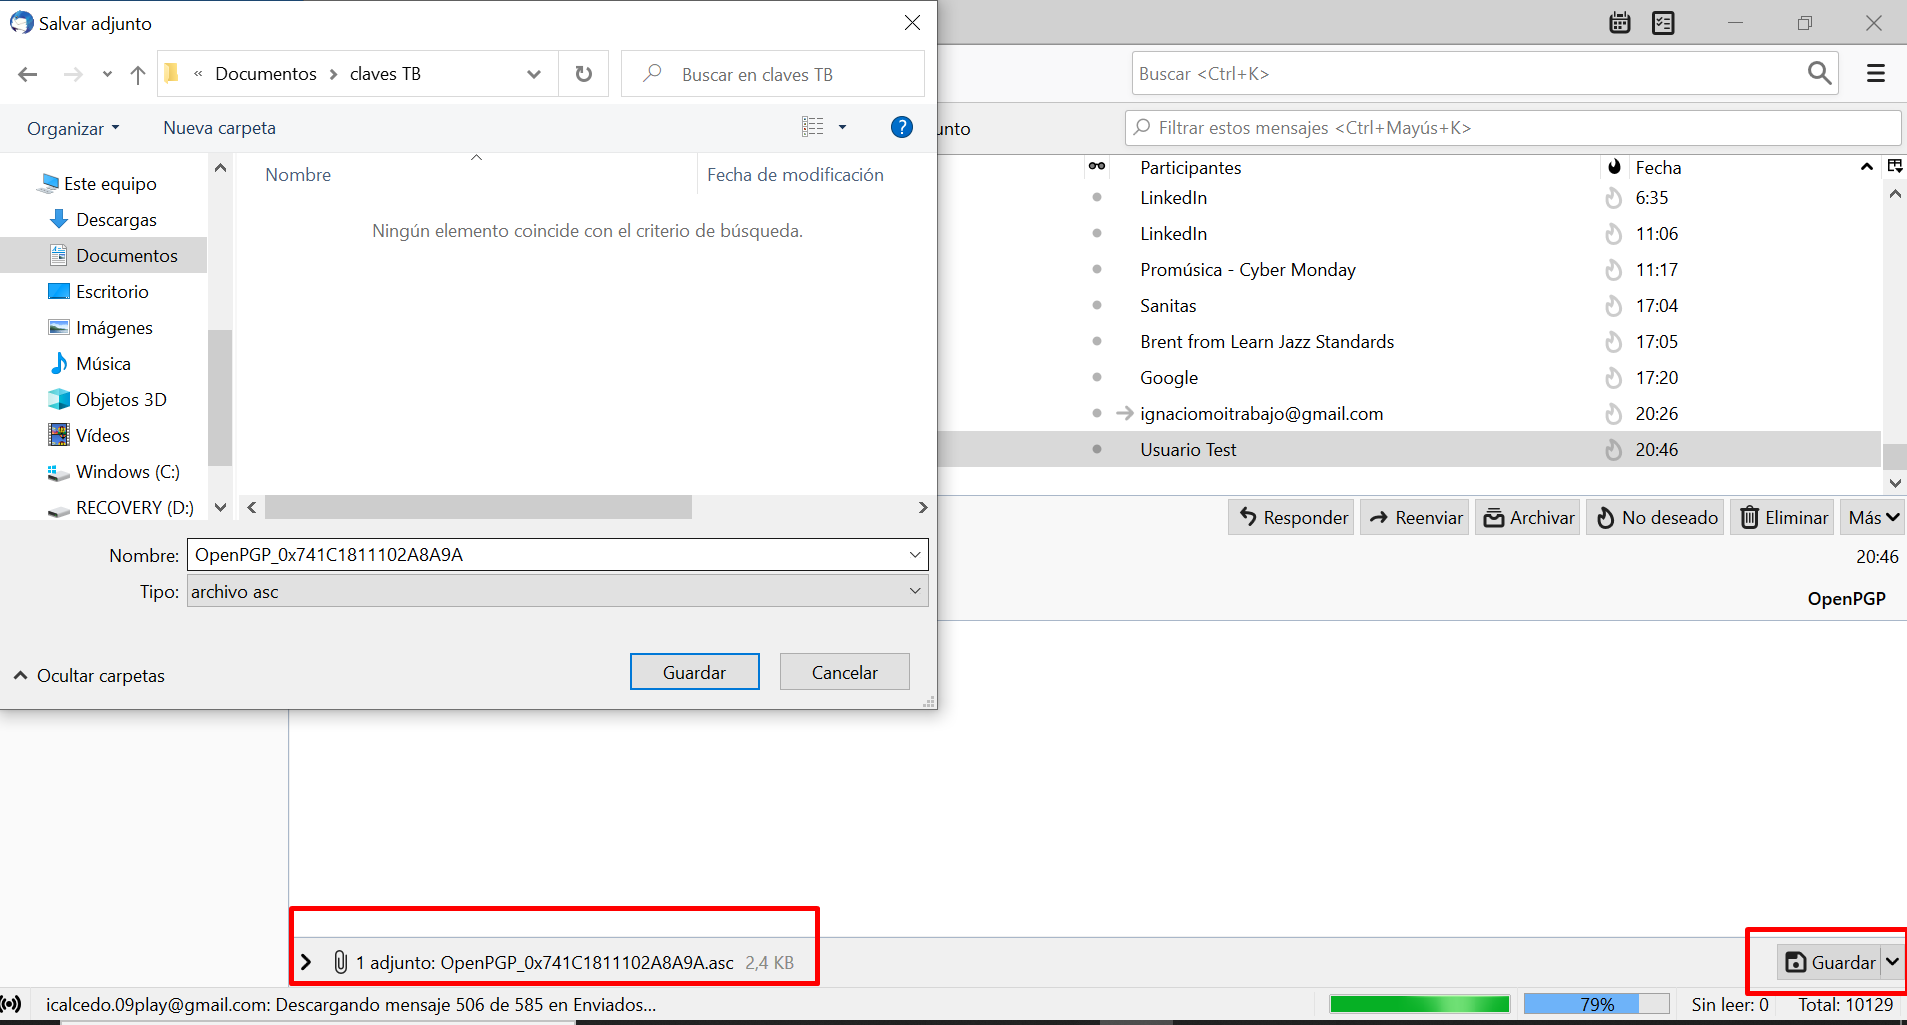 Salvar adjunto
« Documentos > claves TB
Buscar en claves TB
Organizar
Nueva carpeta
?
Nombre
Fecha de modificación
Ningún elemento coincide con el criterio de búsqueda.
Este equipo
Descargas
Documentos
Escritorio
Imágenes
Música
Objetos 3D
Vídeos
Windows (C:)
RECOVERY (D:)
Nombre: OpenPGP_0x741C1811102A8A9A
Tipo: archivo asc
Ocultar carpetas
Guardar
Cancelar
Buscar <Ctrl+K>
unto
Filtrar estos mensajes <Ctrl+Mayús+K>
Participantes Fecha
LinkedIn 6:35
LinkedIn 11:06
Promúsica - Cyber Monday 11:17
Sanitas 17:04
Brent from Learn Jazz Standards 17:05
Google 17:20
ignaciomoitrabajo@gmail.com 20:26
Usuario Test 20:46
Responder Reenviar Archivar No deseado Eliminar Más
20:46
OpenPGP
1 adjunto: OpenPGP_0x741C1811102A8A9A.asc 2,4 KB
Guardar
icalcedo.09play@gmail.com: Descargando mensaje 506 de 585 en Enviados... 79% Sin leer: 0 Total: 10129